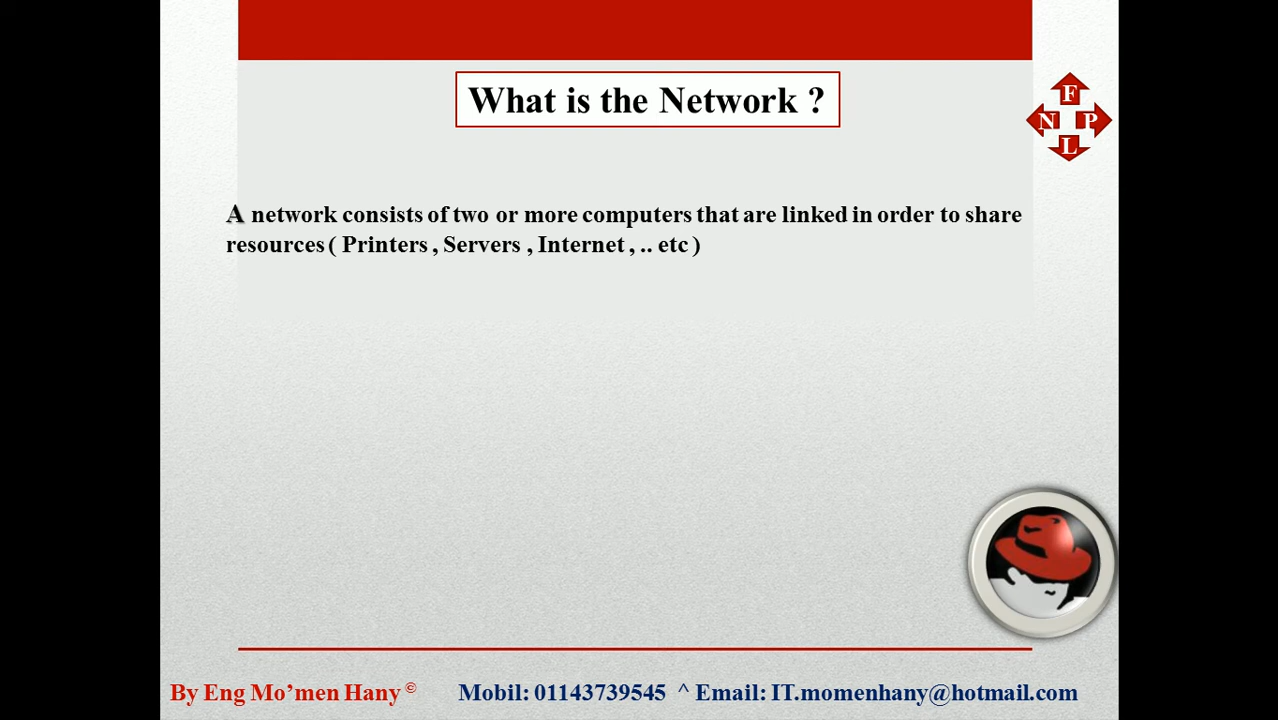 What is the Network ?
F
N P
L
A network consists of two or more computers that are linked in order to share
resources ( Printers , Servers , Internet , .. etc )
By Eng Mo’men Hany © Mobil: 01143739545 ^ Email: IT.momenhany@hotmail.com